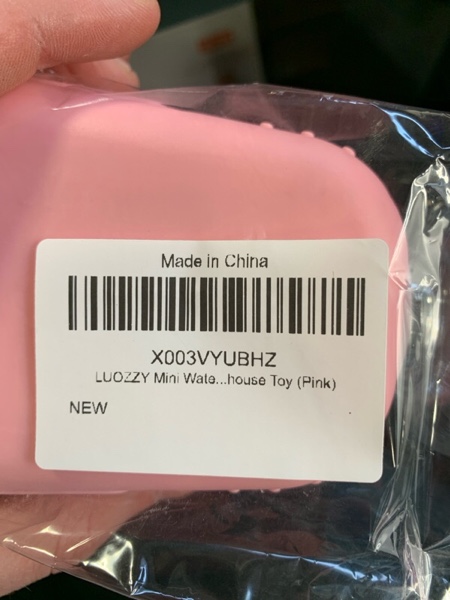 Made in China
X003VYUBHZ
LUOZZY Mini Wate...house Toy (Pink)
NEW